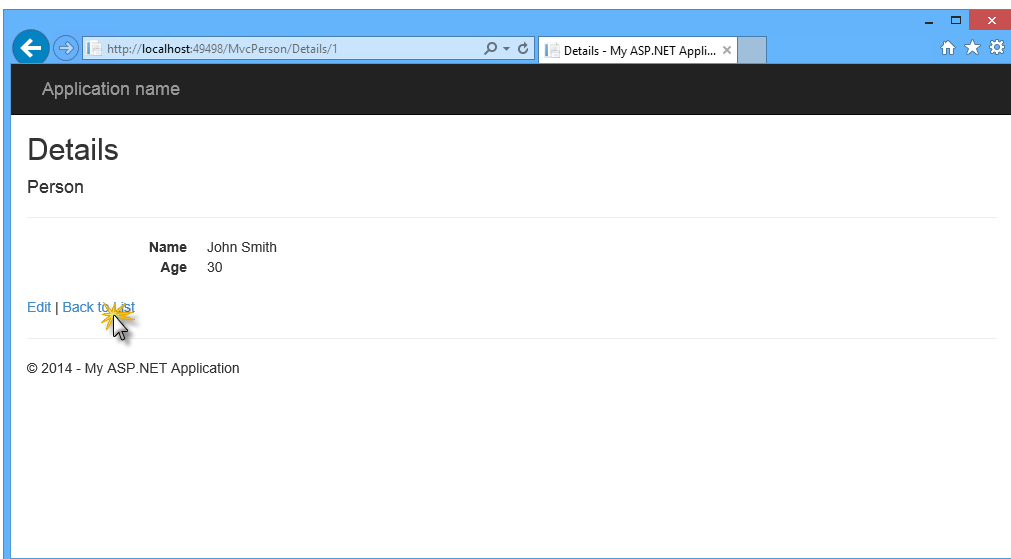 http://localhost:49498/MvcPerson/Details/1
Details - My ASP.NET Appli...
Application name
Details
Person
Name John Smith
Age 30
Edit | Back to List
© 2014 - My ASP.NET Application